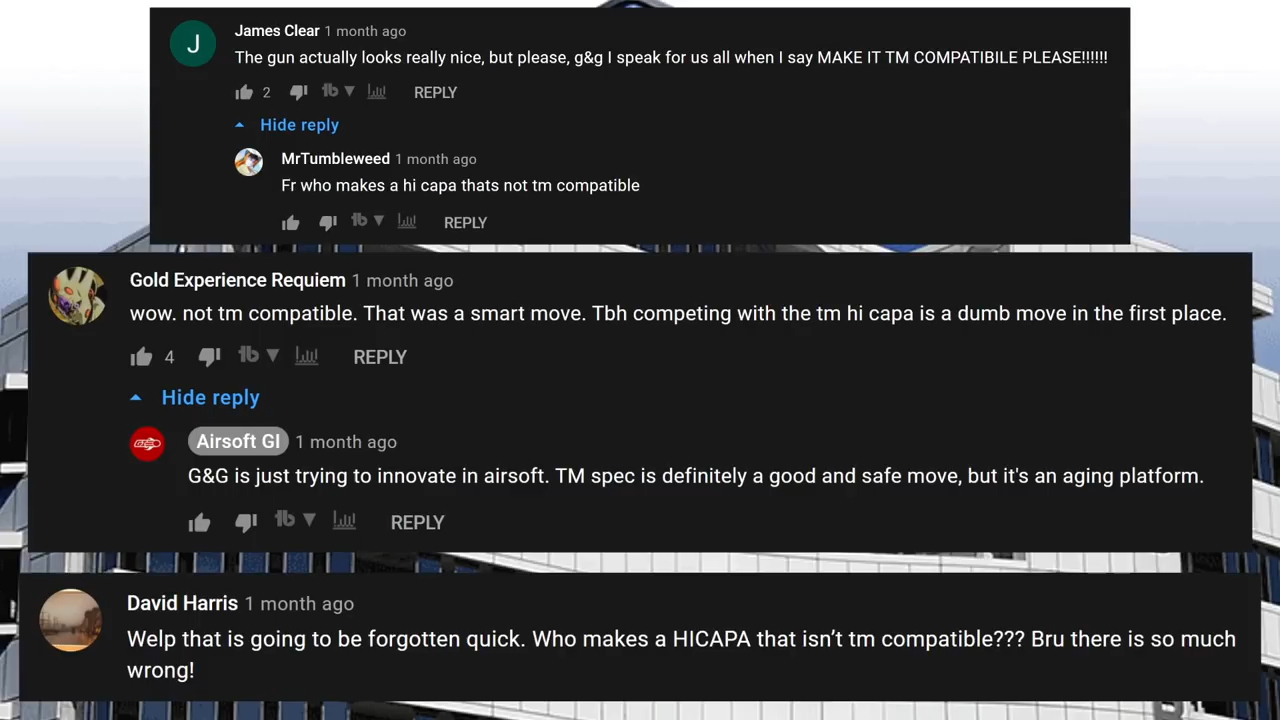 J
James Clear 1 month ago
The gun actually looks really nice, but please, g&g I speak for us all when I say MAKE IT TM COMPATIBILE PLEASE!!!!!!
2 REPLY
Hide reply
MrTumbleweed 1 month ago
Fr who makes a hi capa thats not tm compatible
REPLY
Gold Experience Requiem 1 month ago
wow. not tm compatible. That was a smart move. Tbh competing with the tm hi capa is a dumb move in the first place.
4 REPLY
Hide reply
Airsoft GI 1 month ago
G&G is just trying to innovate in airsoft. TM spec is definitely a good and safe move, but it's an aging platform.
REPLY
David Harris 1 month ago
Welp that is going to be forgotten quick. Who makes a HICAPA that isn’t tm compatible??? Bru there is so much
wrong!